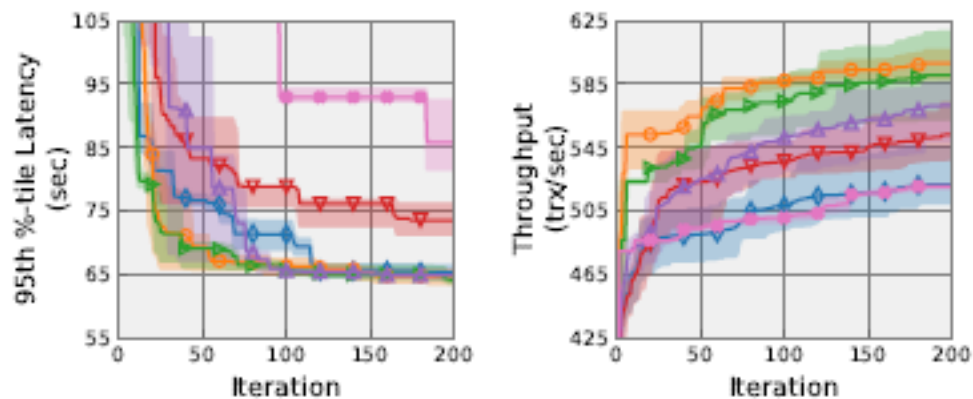 105
95
85
75
65
55
0 50 100 150 200
95th %-tile Latency
(sec)
Iteration
625
585
545
505
465
425
0 50 100 150 200
Throughput
(trx/sec)
Iteration